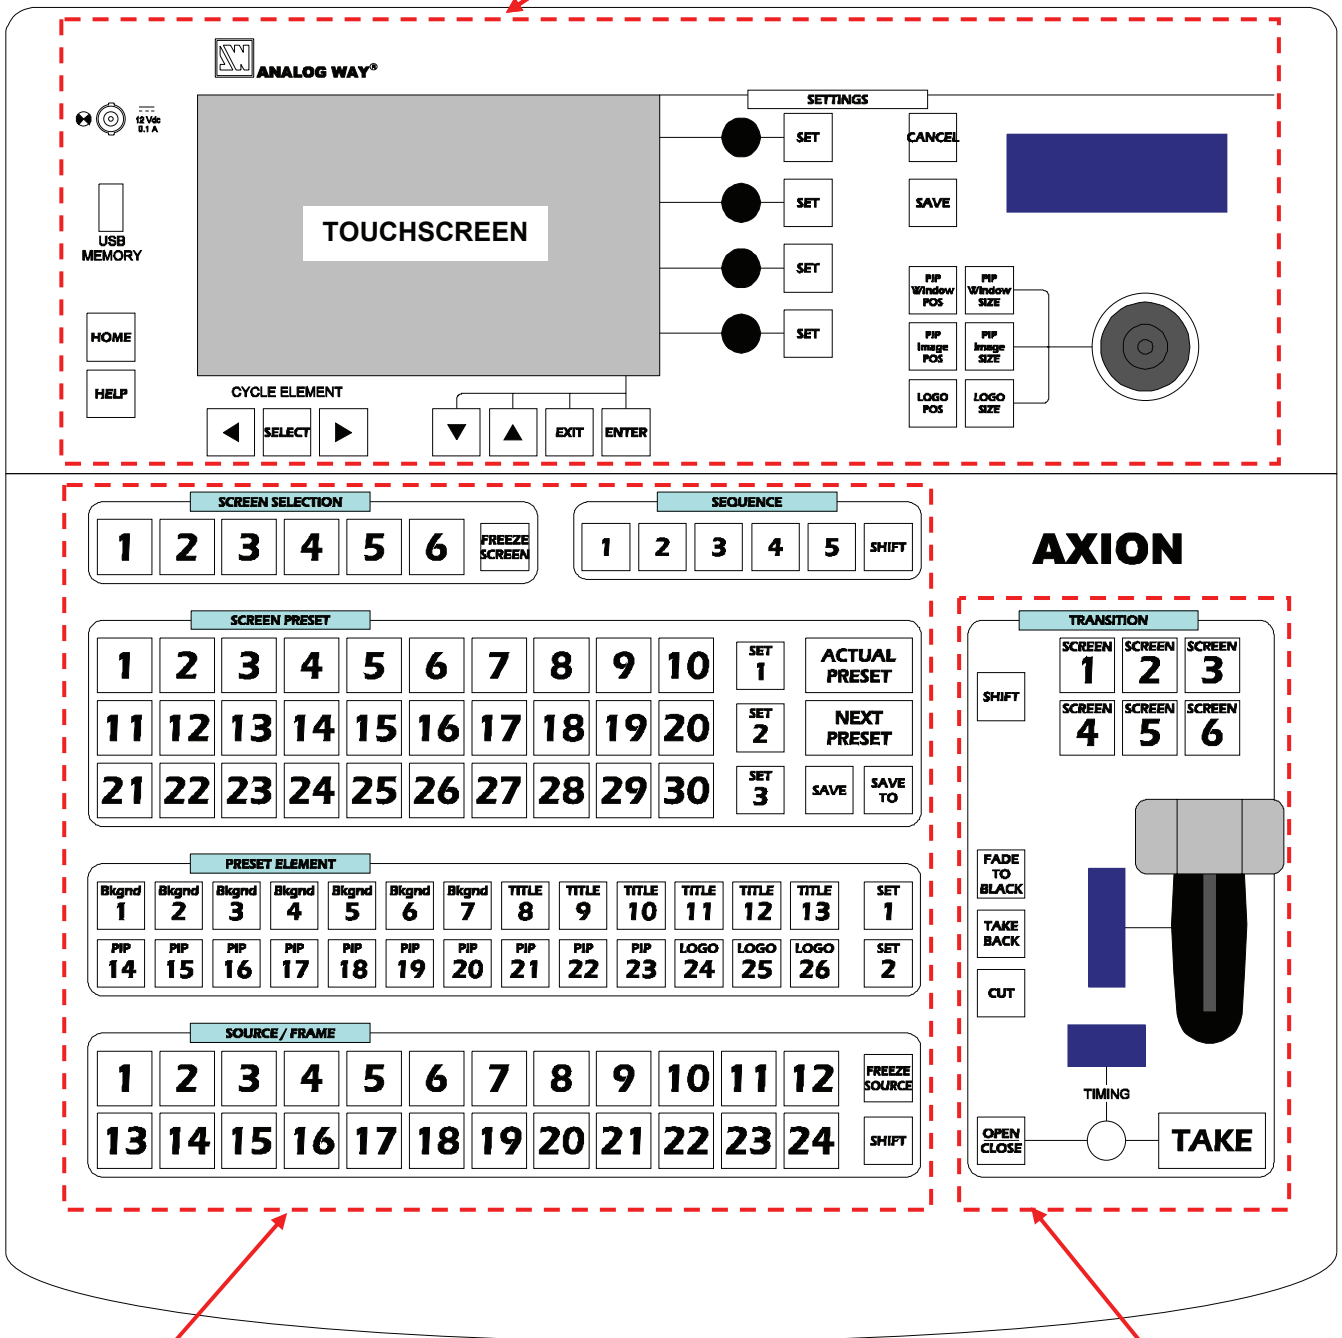 ANALOG WAY®
12 Vdc
0.1 A
USB
MEMORY
HOME
HELP
TOUCHSCREEN
CYCLE ELEMENT
SELECT
EXIT
ENTER
SETTINGS
SET
SET
SET
SET
CANCEL
SAVE
PIP
Window
POS
PIP
Window
SIZE
PIP
Image
POS
PIP
Image
SIZE
LOGO
POS
LOGO
SIZE
SCREEN SELECTION
1 2 3 4 5 6
FREEZE
SCREEN
SEQUENCE
1 2 3 4 5 SHIFT
AXION
SCREEN PRESET
1 2 3 4 5 6 7 8 9 10
SET
1
ACTUAL
PRESET
11 12 13 14 15 16 17 18 19 20
SET
2
NEXT
PRESET
21 22 23 24 25 26 27 28 29 30
SET
3
SAVE
SAVE
TO
PRESET ELEMENT
Bkgnd Bkgnd Bkgnd Bkgnd Bkgnd Bkgnd Bkgnd TITLE TITLE TITLE TITLE TITLE TITLE SET
1 2 3 4 5 6 7 8 9 10 11 12 13 1
PIP PIP PIP PIP PIP PIP PIP PIP PIP PIP LOGO LOGO LOGO SET
14 15 16 17 18 19 20 21 22 23 24 25 26 2
SOURCE / FRAME
1 2 3 4 5 6 7 8 9 10 11 12
FREEZE
SOURCE
13 14 15 16 17 18 19 20 21 22 23 24 SHIFT
TRANSITION
SHIFT
SCREEN SCREEN SCREEN
1 2 3
SCREEN SCREEN SCREEN
4 5 6
FADE
TO
BLACK
TAKE
BACK
CUT
TIMING
OPEN
CLOSE
TAKE